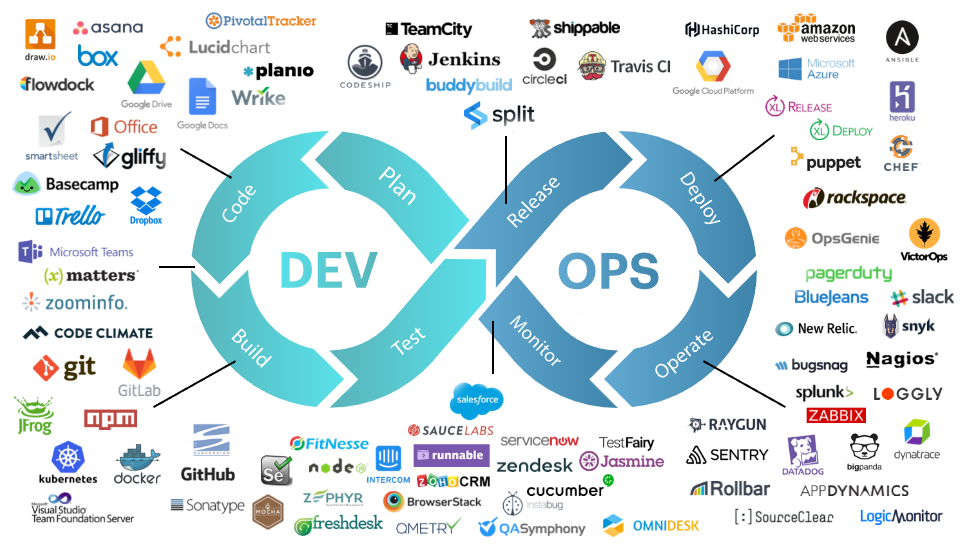 draw.io
asana
PivotalTracker
box
Lucidchart
flowdock
Google Drive
planio
Google Docs
Wrike
smartsheet
Office
gliffy
Basecamp
Trello
Dropbox
TeamCity
shippable
CODESHIP
Jenkins
buddybuild
circleci
Travis CI
split
HashiCorp
amazon
webservices
ANSIBLE
Google Cloud Platform
Microsoft
Azure
XL RELEASE
heroku
XL DEPLOY
puppet
CHEF
rackspace
Code
Plan
Release
Deploy
DEV
OPS
Build
Test
Monitor
Operate
Microsoft Teams
(x) matters
zoominfo.
CODE CLIMATE
git
GitLab
JFrog
npm
kubernetes
docker
SUBVERSION
GitHub
Visual Studio
Team Foundation Server
Sonatype
OpsGenie
VictorOps
pagerduty
BlueJeans
slack
New Relic.
snyk
bugsnag
Nagios®
splunk>
LOGGLY
ZABBIX
salesforce
SAUCELABS
FitNesse
Se
node JS
INTERCOM
runnable
ZOHO CRM
servicenow
TestFairy
zendesk
Jasmine
MOCHA
ZEPHYR
BrowserStack
cucumber
instabug
freshdesk
QMETRY
QASymphony
OMNIDESK
RAYGUN
SENTRY
DATADOG
bigpanda
dynatrace
Rollbar
APPDYNAMICS
[:]SourceClear
LogicMonitor